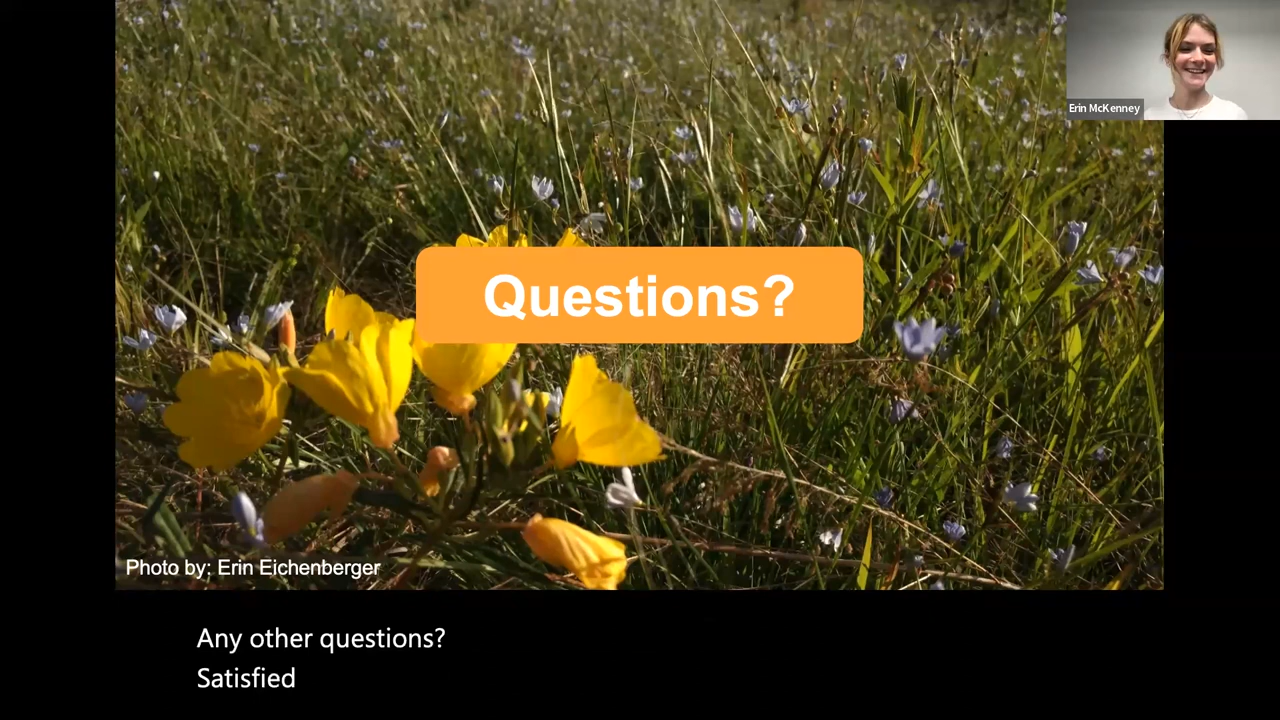 Erin McKenney
Questions?
Photo by: Erin Eichenberger
Any other questions?
Satisfied